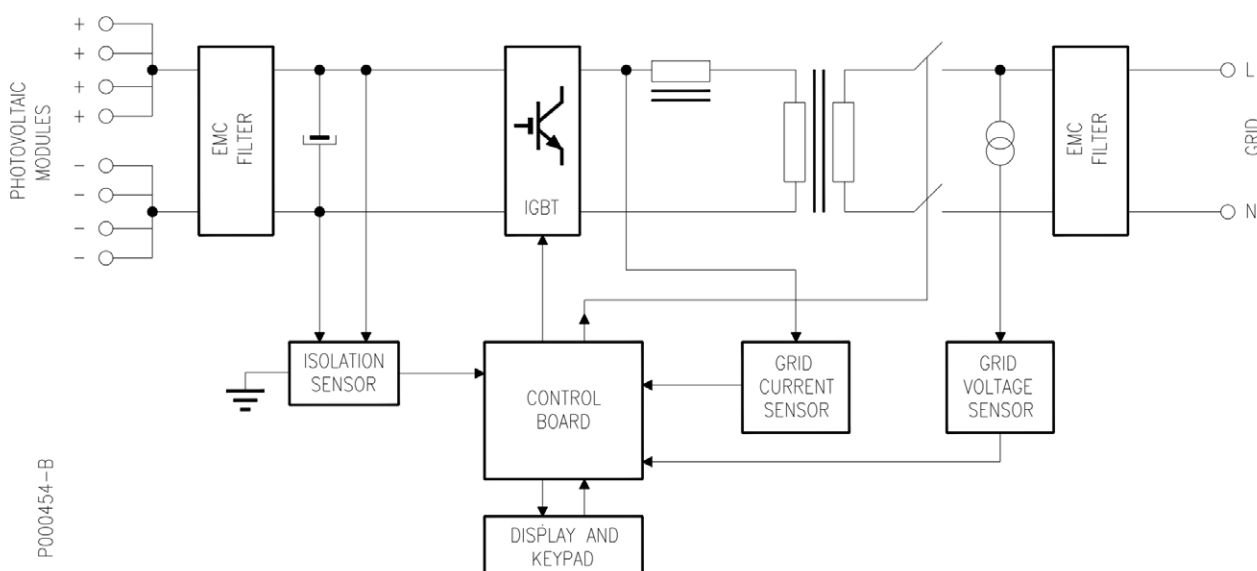 +
+
+
+
-
-
-
-
PHOTOVOLTAIC
MODULES
EMC
FILTER
IGBT
EMC
FILTER
L
GRID
N
ISOLATION
SENSOR
CONTROL
BOARD
GRID
CURRENT
SENSOR
GRID
VOLTAGE
SENSOR
DISPLAY AND
KEYPAD
P000454-B